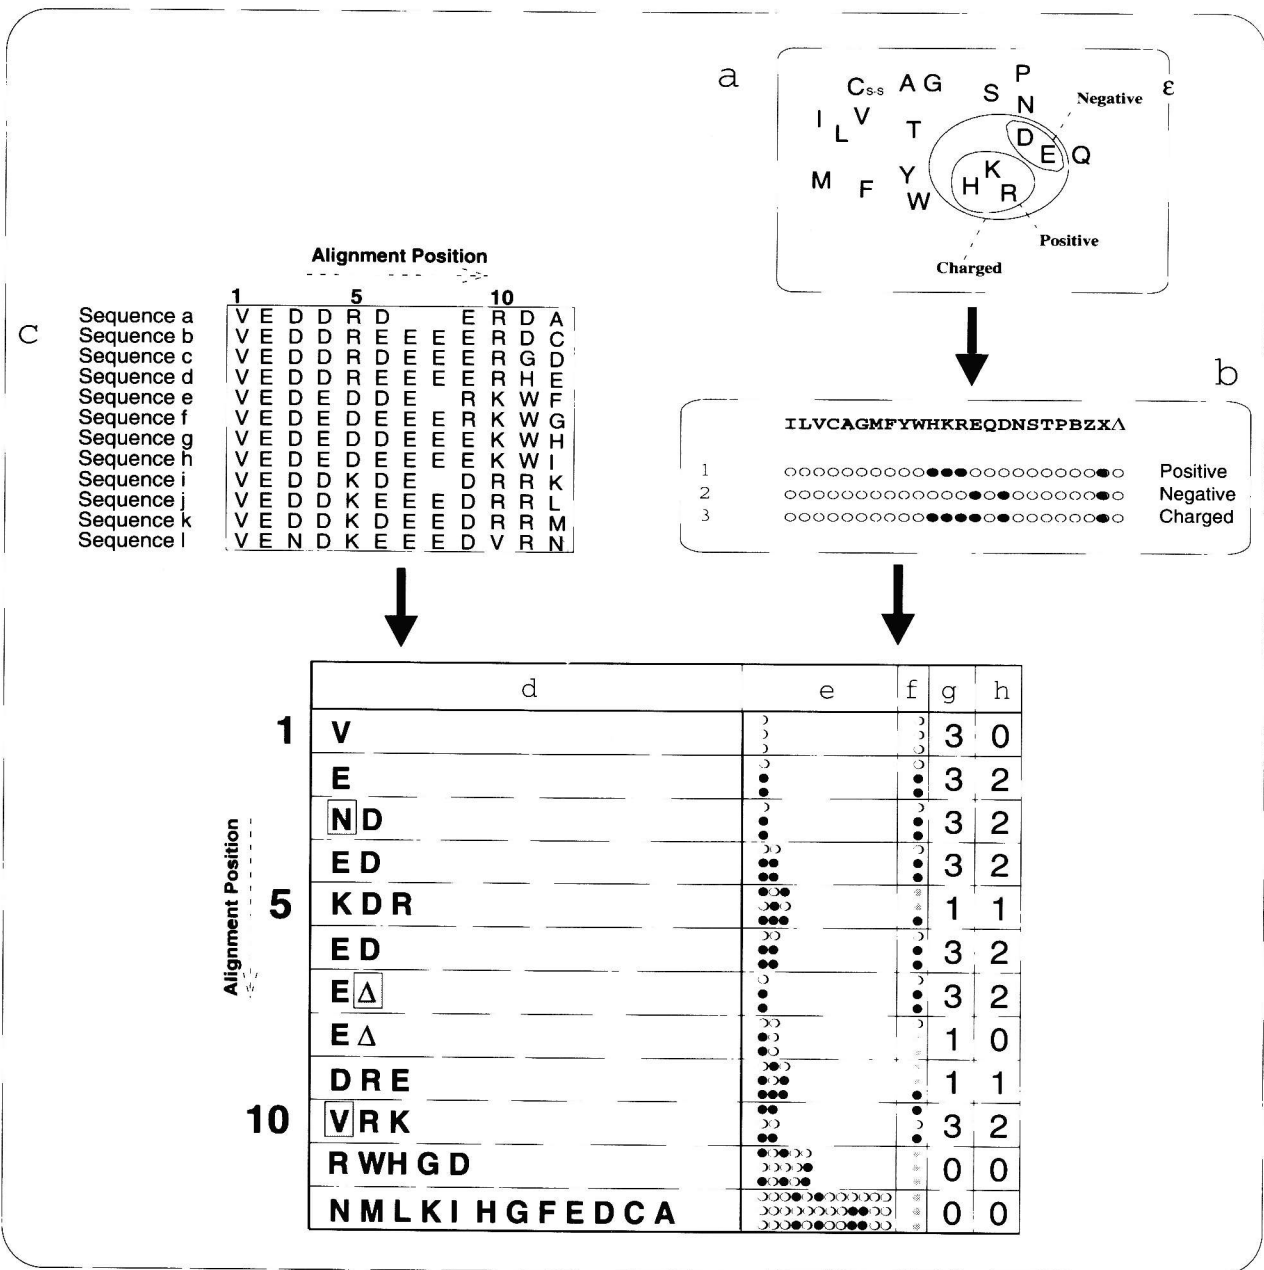 a
C S-S A G S P N
Negative
ε
I L V T D E Q
M F Y W H K R
Positive
Charged
Alignment Position
1 5 10
c
Sequence a V E D D R D E R D A
Sequence b V E D D R E E E E R D C
Sequence c V E D D R D E E E R G D
Sequence d V E D D R E E E E R H E
Sequence e V E D E D D E R K W F
Sequence f V E D E D E E E R K W G
Sequence g V E D E D D E E E K W H
Sequence h V E D E D E E E E K W I
Sequence i V E D D K D E D R R K
Sequence j V E D D K E E E D R R L
Sequence k V E D D K D E E D R R M
Sequence l V E N D K E E E D V R N
b
ILVCAGMFYWHKREQDNSTPBZXΔ
1 Positive
2 Negative
3 Charged
d e f g h
1 V 3 0
E 3 2
N D 3 2
E D 3 2
5 K D R 1 1
E D 3 2
E Δ 3 2
E Δ 1 0
D R E 1 1
10 V R K 3 2
R W H G D 0 0
N M L K I H G F E D C A 0 0
Alignment Position